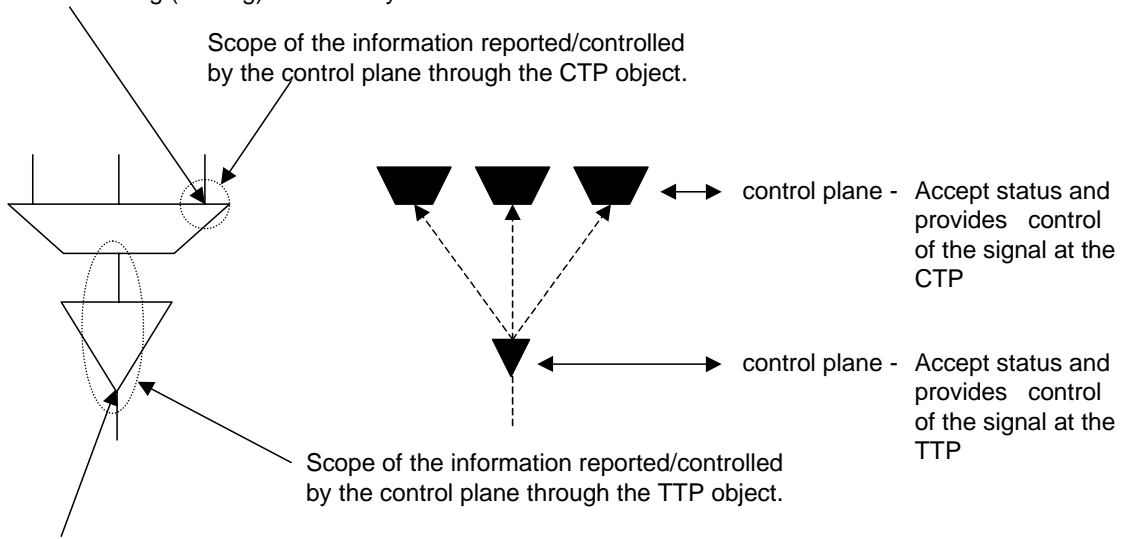 Scope of the information reported/controlled
by the control plane through the CTP object.
control plane - Accept status and
provides control
of the signal at the
CTP
control plane - Accept status and
provides control
of the signal at the
TTP
Scope of the information reported/controlled
by the control plane through the TTP object.